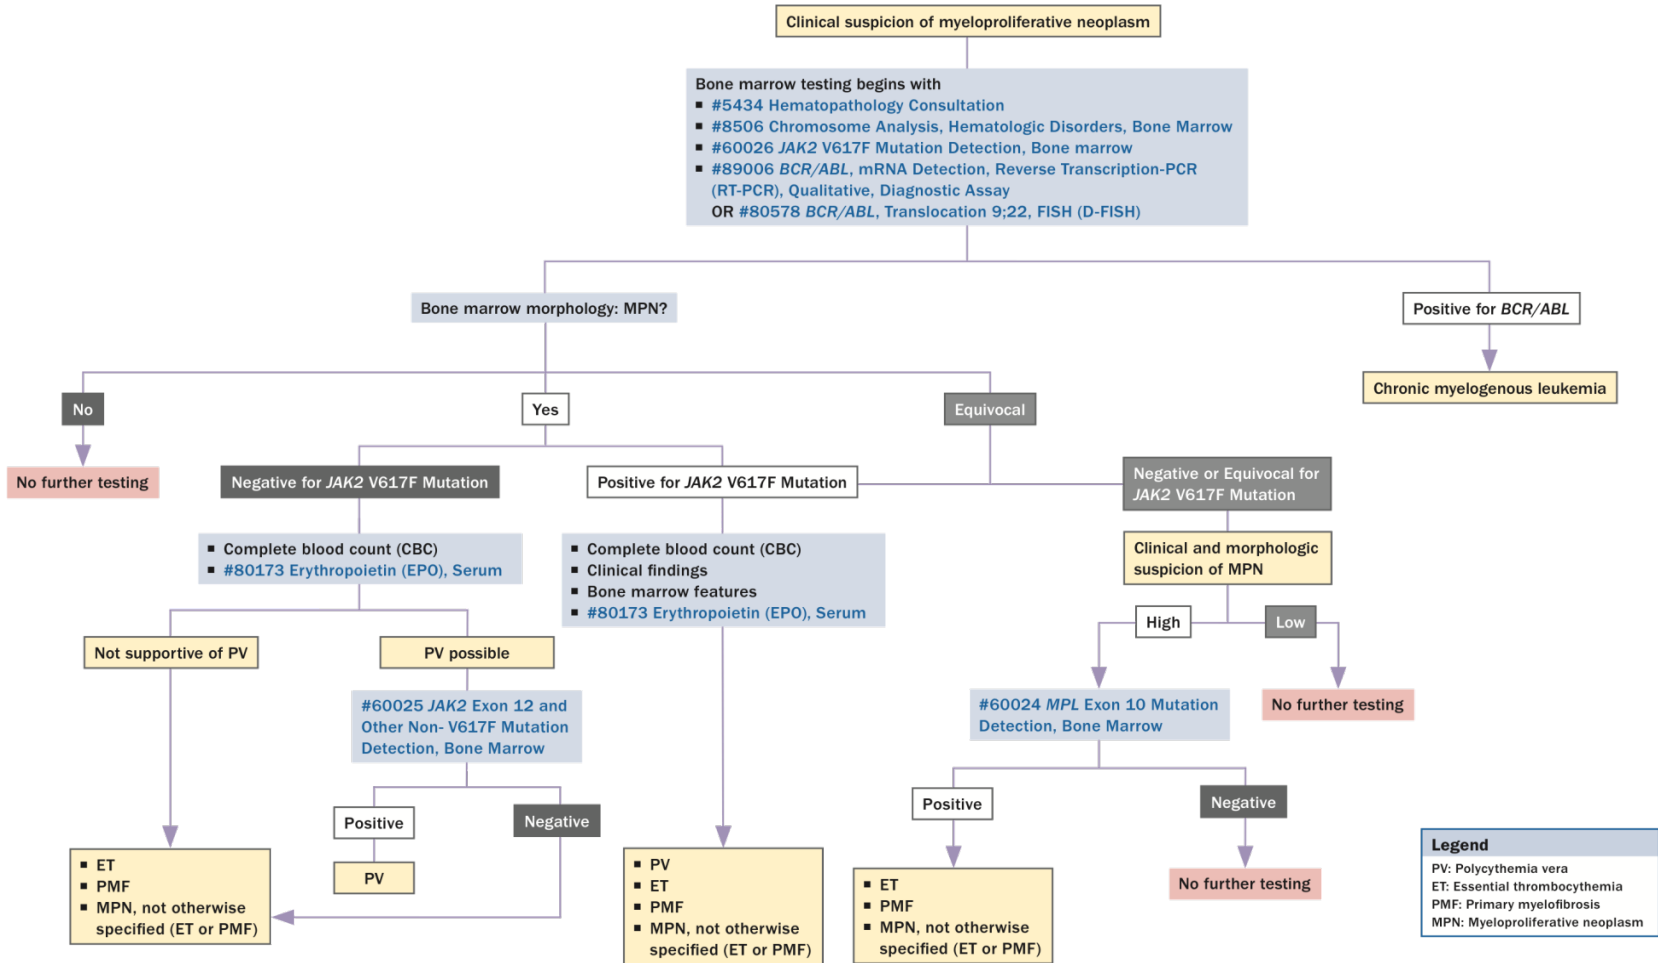 Clinical suspicion of myeloproliferative neoplasm
Bone marrow testing begins with
▪ #5434 Hematopathology Consultation
▪ #8506 Chromosome Analysis, Hematologic Disorders, Bone Marrow
▪ #60026 JAK2 V617F Mutation Detection, Bone marrow
▪ #89006 BCR/ABL, mRNA Detection, Reverse Transcription-PCR
(RT-PCR), Qualitative, Diagnostic Assay
OR #80578 BCR/ABL, Translocation 9;22, FISH (D-FISH)
Bone marrow morphology: MPN?
Positive for BCR/ABL
Chronic myelogenous leukemia
No
Yes
Equivocal
No further testing
Negative for JAK2 V617F Mutation
Positive for JAK2 V617F Mutation
Negative or Equivocal for
JAK2 V617F Mutation
▪ Complete blood count (CBC)
▪ #80173 Erythropoietin (EPO), Serum
▪ Complete blood count (CBC)
▪ Clinical findings
▪ Bone marrow features
▪ #80173 Erythropoietin (EPO), Serum
Clinical and morphologic
suspicion of MPN
High
Low
Not supportive of PV
PV possible
#60025 JAK2 Exon 12 and
Other Non- V617F Mutation
Detection, Bone Marrow
#60024 MPL Exon 10 Mutation
Detection, Bone Marrow
No further testing
Positive
Negative
Positive
Negative
PV
▪ ET
▪ PMF
▪ MPN, not otherwise
specified (ET or PMF)
▪ PV
▪ ET
▪ PMF
▪ MPN, not otherwise
specified (ET or PMF)
▪ ET
▪ PMF
▪ MPN, not otherwise
specified (ET or PMF)
No further testing
Legend
PV: Polycythemia vera
ET: Essential thrombocythemia
PMF: Primary myelofibrosis
MPN: Myeloproliferative neoplasm